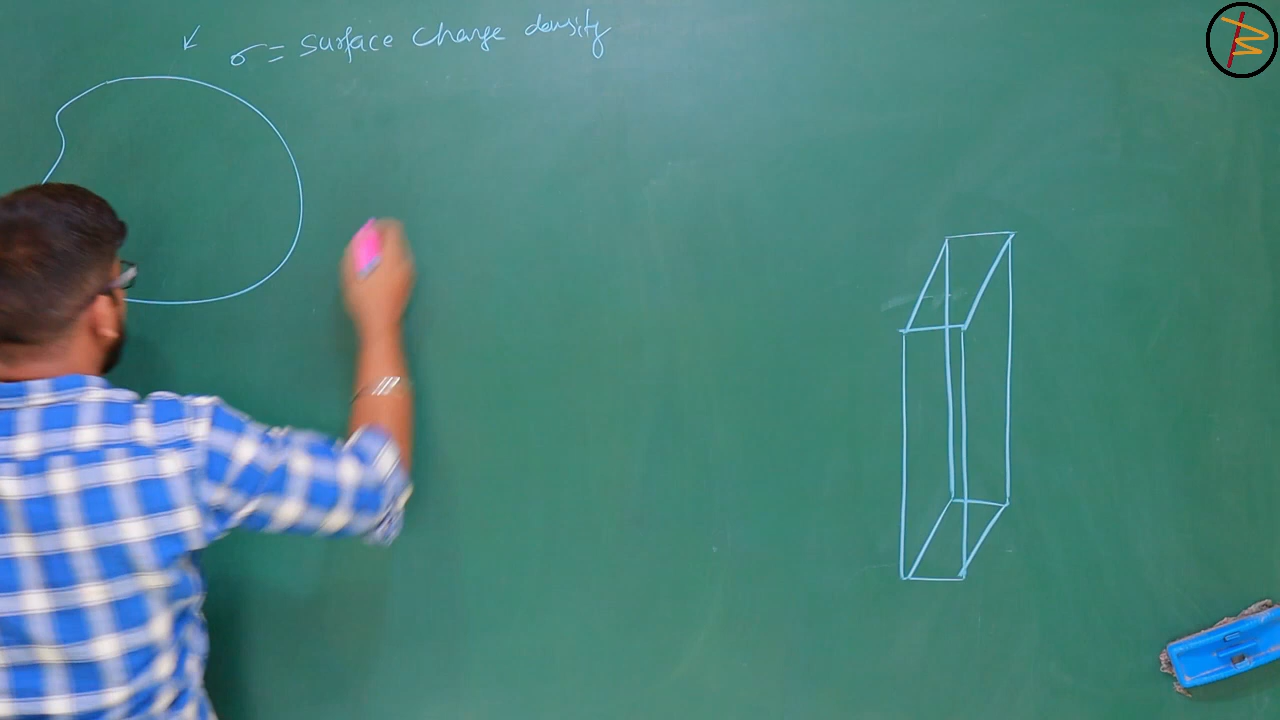 σ = surface charge density